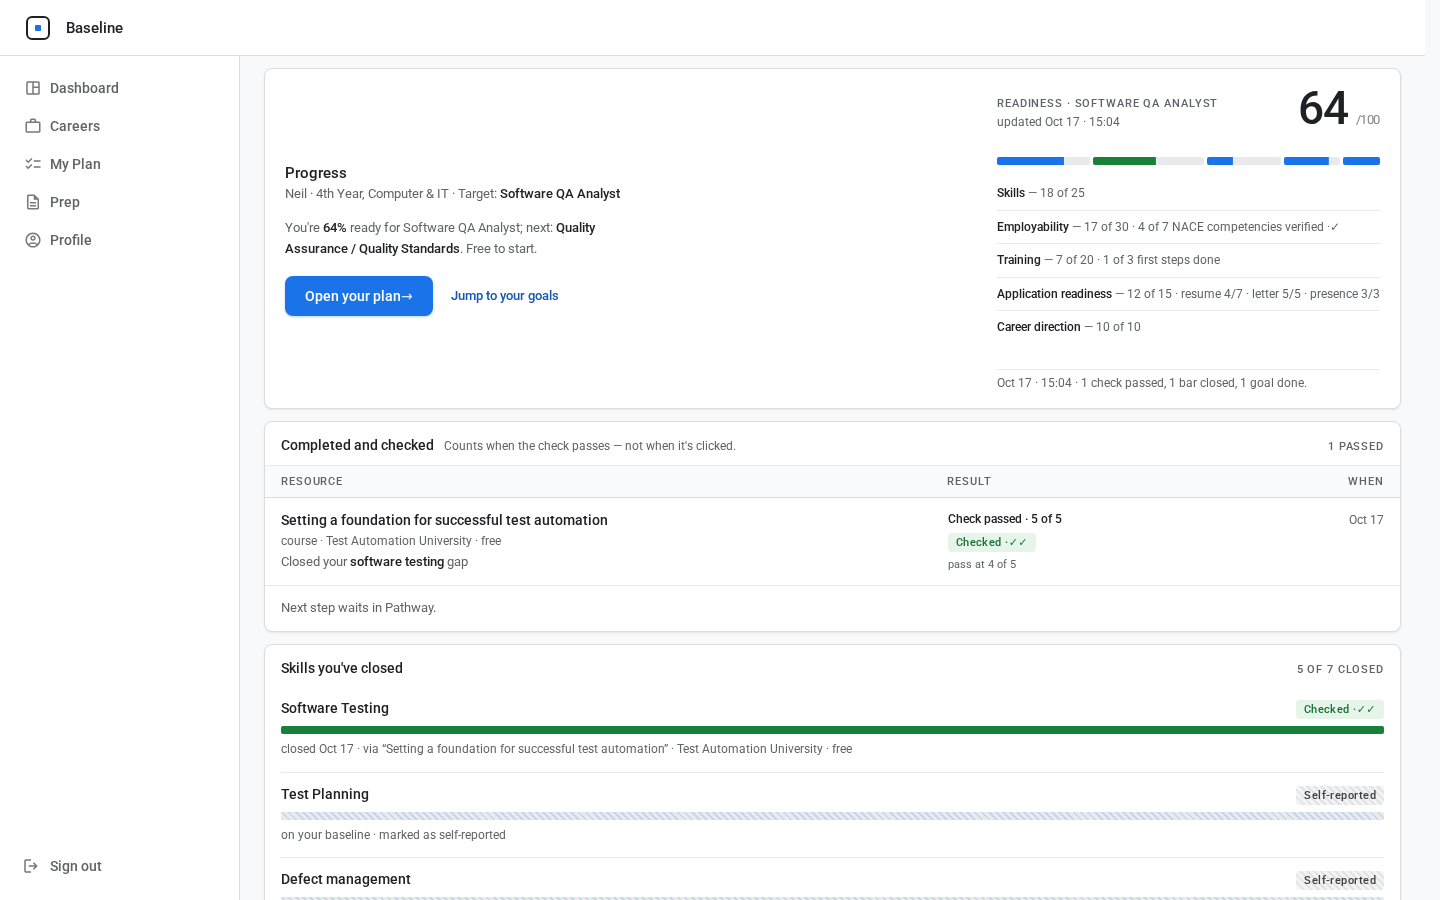 Baseline
Dashboard
Careers
My Plan
Prep
Profile
Sign out
Progress
Neil · 4th Year, Computer & IT · Target: Software QA Analyst
You're 64% ready for Software QA Analyst; next: Quality
Assurance / Quality Standards. Free to start.
Open your plan→
Jump to your goals
READINESS · SOFTWARE QA ANALYST
updated Oct 17 · 15:04
64 /100
Skills — 18 of 25
Employability — 17 of 30 · 4 of 7 NACE competencies verified ·✓
Training — 7 of 20 · 1 of 3 first steps done
Application readiness — 12 of 15 · resume 4/7 · letter 5/5 · presence 3/3
Career direction — 10 of 10
Oct 17 · 15:04 · 1 check passed, 1 bar closed, 1 goal done.
Completed and checked Counts when the check passes — not when it's clicked.
1 PASSED
RESOURCE RESULT WHEN
Setting a foundation for successful test automation
course · Test Automation University · free
Closed your software testing gap
Check passed · 5 of 5
Checked ·✓✓
pass at 4 of 5
Oct 17
Next step waits in Pathway.
Skills you've closed
5 OF 7 CLOSED
Software Testing
Checked ·✓✓
closed Oct 17 · via “Setting a foundation for successful test automation” · Test Automation University · free
Test Planning
Self-reported
on your baseline · marked as self-reported
Defect management
Self-reported